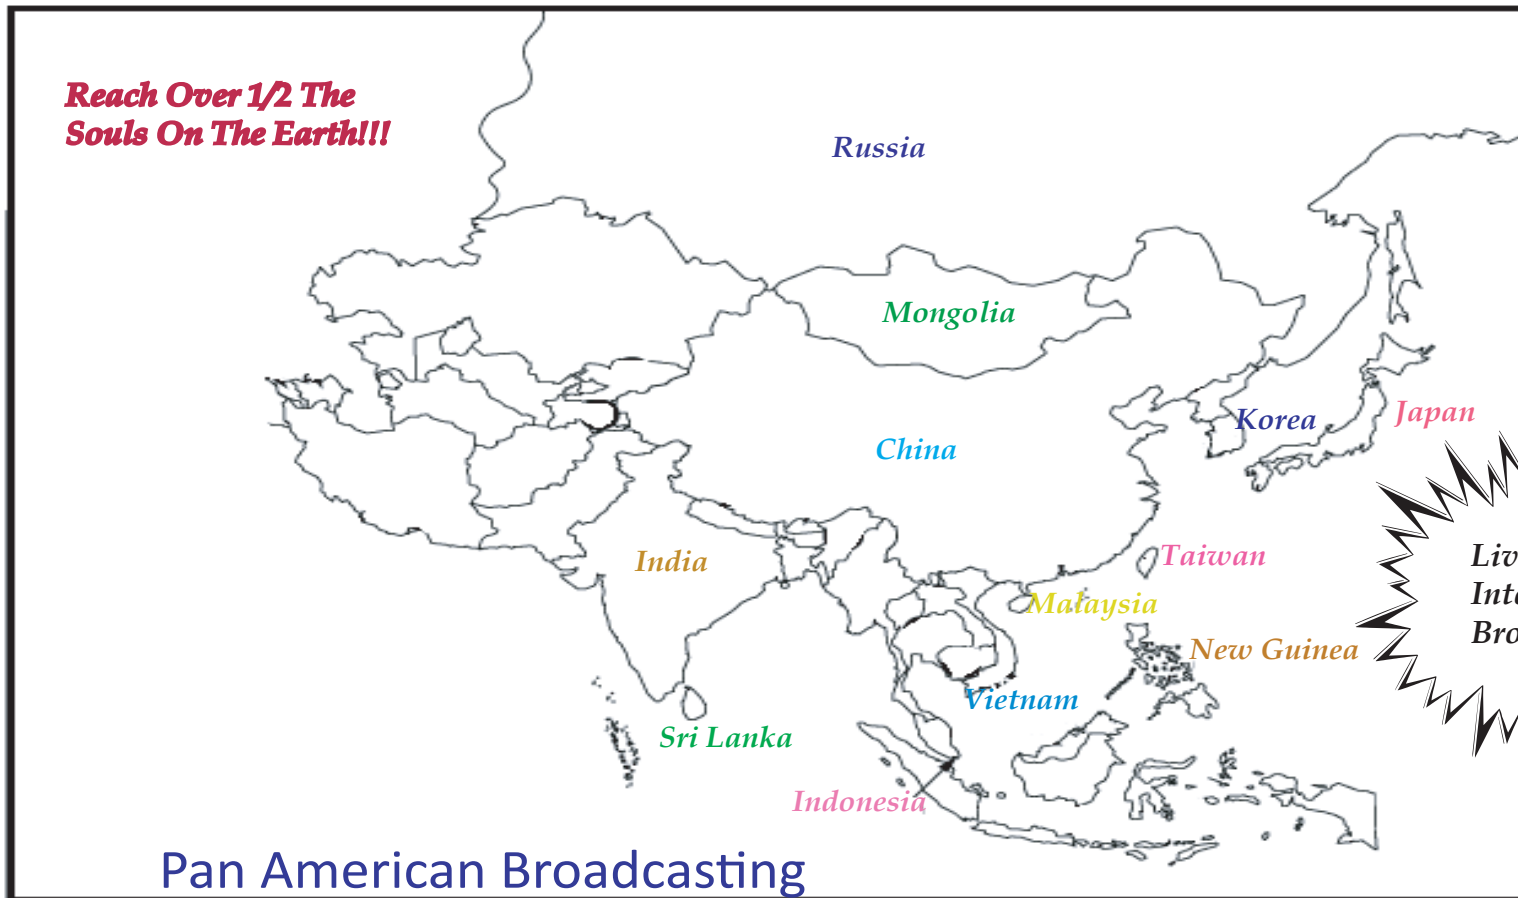 Reach Over 1/2 The
Souls On The Earth!!!
Russia
Mongolia
Korea
Japan
China
India
Taiwan
Malaysia
New Guinea
Vietnam
Sri Lanka
Indonesia
Pan American Broadcasting